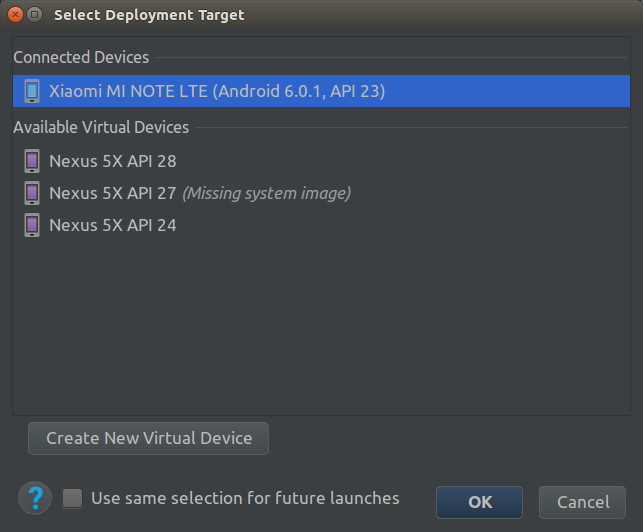 Select Deployment Target
Connected Devices
Xiaomi MI NOTE LTE (Android 6.0.1, API 23)
Available Virtual Devices
Nexus 5X API 28
Nexus 5X API 27 (Missing system image)
Nexus 5X API 24
Create New Virtual Device
? Use same selection for future launches OK Cancel